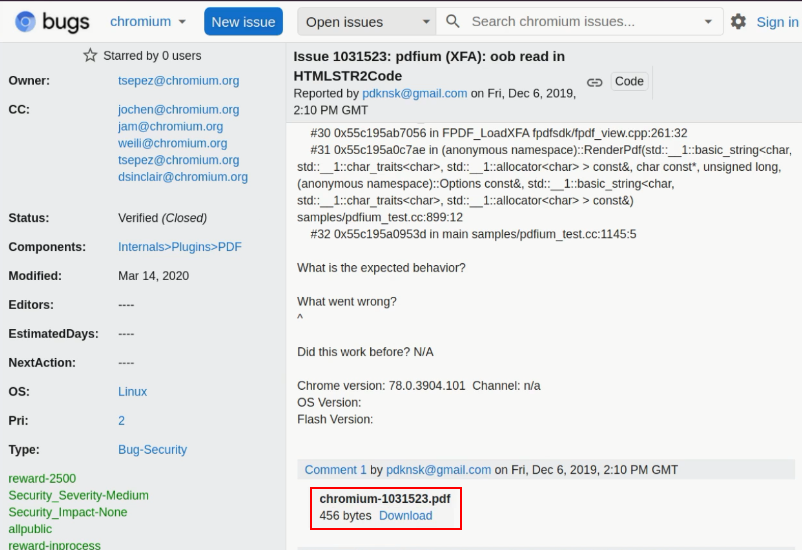 bugs
chromium
New issue
Open issues
Search chromium issues...
Sign in
Starred by 0 users
Owner:
tsepez@chromium.org
CC:
jochen@chromium.org
jam@chromium.org
weili@chromium.org
tsepez@chromium.org
dsinclair@chromium.org
Status:
Verified (Closed)
Components:
Internals>Plugins>PDF
Modified:
Mar 14, 2020
Editors:
----
EstimatedDays:
----
NextAction:
----
OS:
Linux
Pri:
2
Type:
Bug-Security
reward-2500
Security_Severity-Medium
Security_Impact-None
allpublic
reward-inprocess
Issue 1031523: pdfium (XFA): oob read in
HTMLSTR2Code
Reported by pdknsk@gmail.com on Fri, Dec 6, 2019,
2:10 PM GMT
Code
#30 0x55c195ab7056 in FPDF_LoadXFA fpdfsdk/fpdf_view.cpp:261:32
#31 0x55c195a0c7ae in (anonymous namespace)::RenderPdf(std::__1::basic_string<char,
std::__1::char_traits<char>, std::__1::allocator<char> > const&, char const*, unsigned long,
(anonymous namespace)::Options const&, std::__1::basic_string<char,
std::__1::char_traits<char>, std::__1::allocator<char> > const&)
samples/pdfium_test.cc:899:12
#32 0x55c195a0953d in main samples/pdfium_test.cc:1145:5
What is the expected behavior?
What went wrong?
^
Did this work before? N/A
Chrome version: 78.0.3904.101 Channel: n/a
OS Version:
Flash Version:
Comment 1 by pdknsk@gmail.com on Fri, Dec 6, 2019, 2:10 PM GMT
chromium-1031523.pdf
456 bytes Download